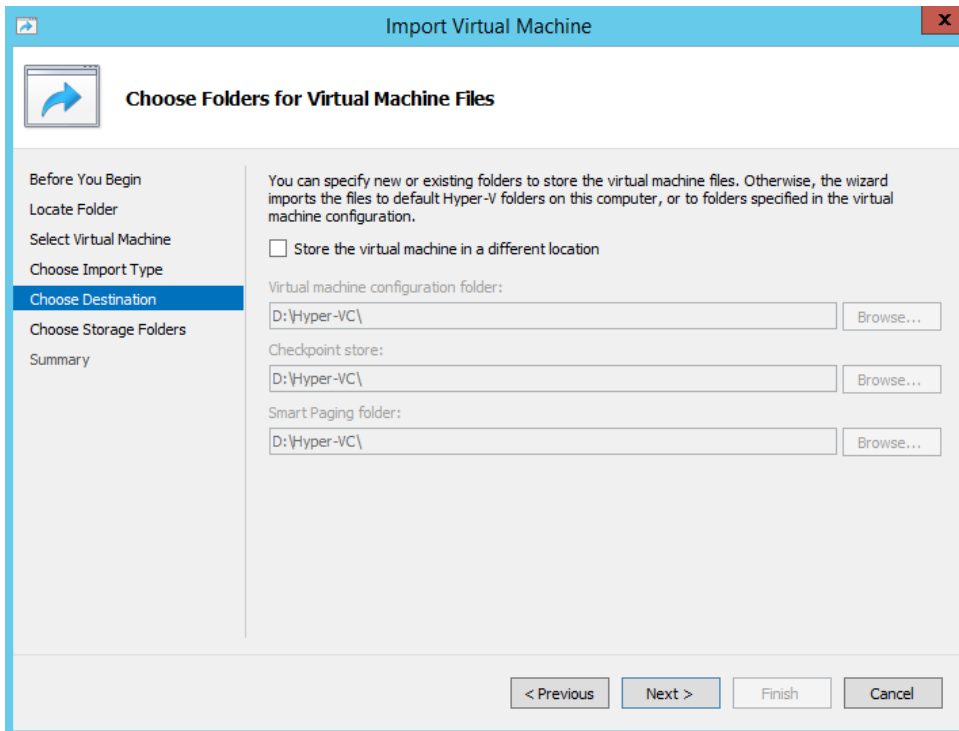 Import Virtual Machine
x
Choose Folders for Virtual Machine Files
Before You Begin
Locate Folder
Select Virtual Machine
Choose Import Type
Choose Destination
Choose Storage Folders
Summary
You can specify new or existing folders to store the virtual machine files. Otherwise, the wizard
imports the files to default Hyper-V folders on this computer, or to folders specified in the virtual
machine configuration.
Store the virtual machine in a different location
Virtual machine configuration folder:
D:\Hyper-VC\
Browse...
Checkpoint store:
D:\Hyper-VC\
Browse...
Smart Paging folder:
D:\Hyper-VC\
Browse...
< Previous
Next >
Finish
Cancel